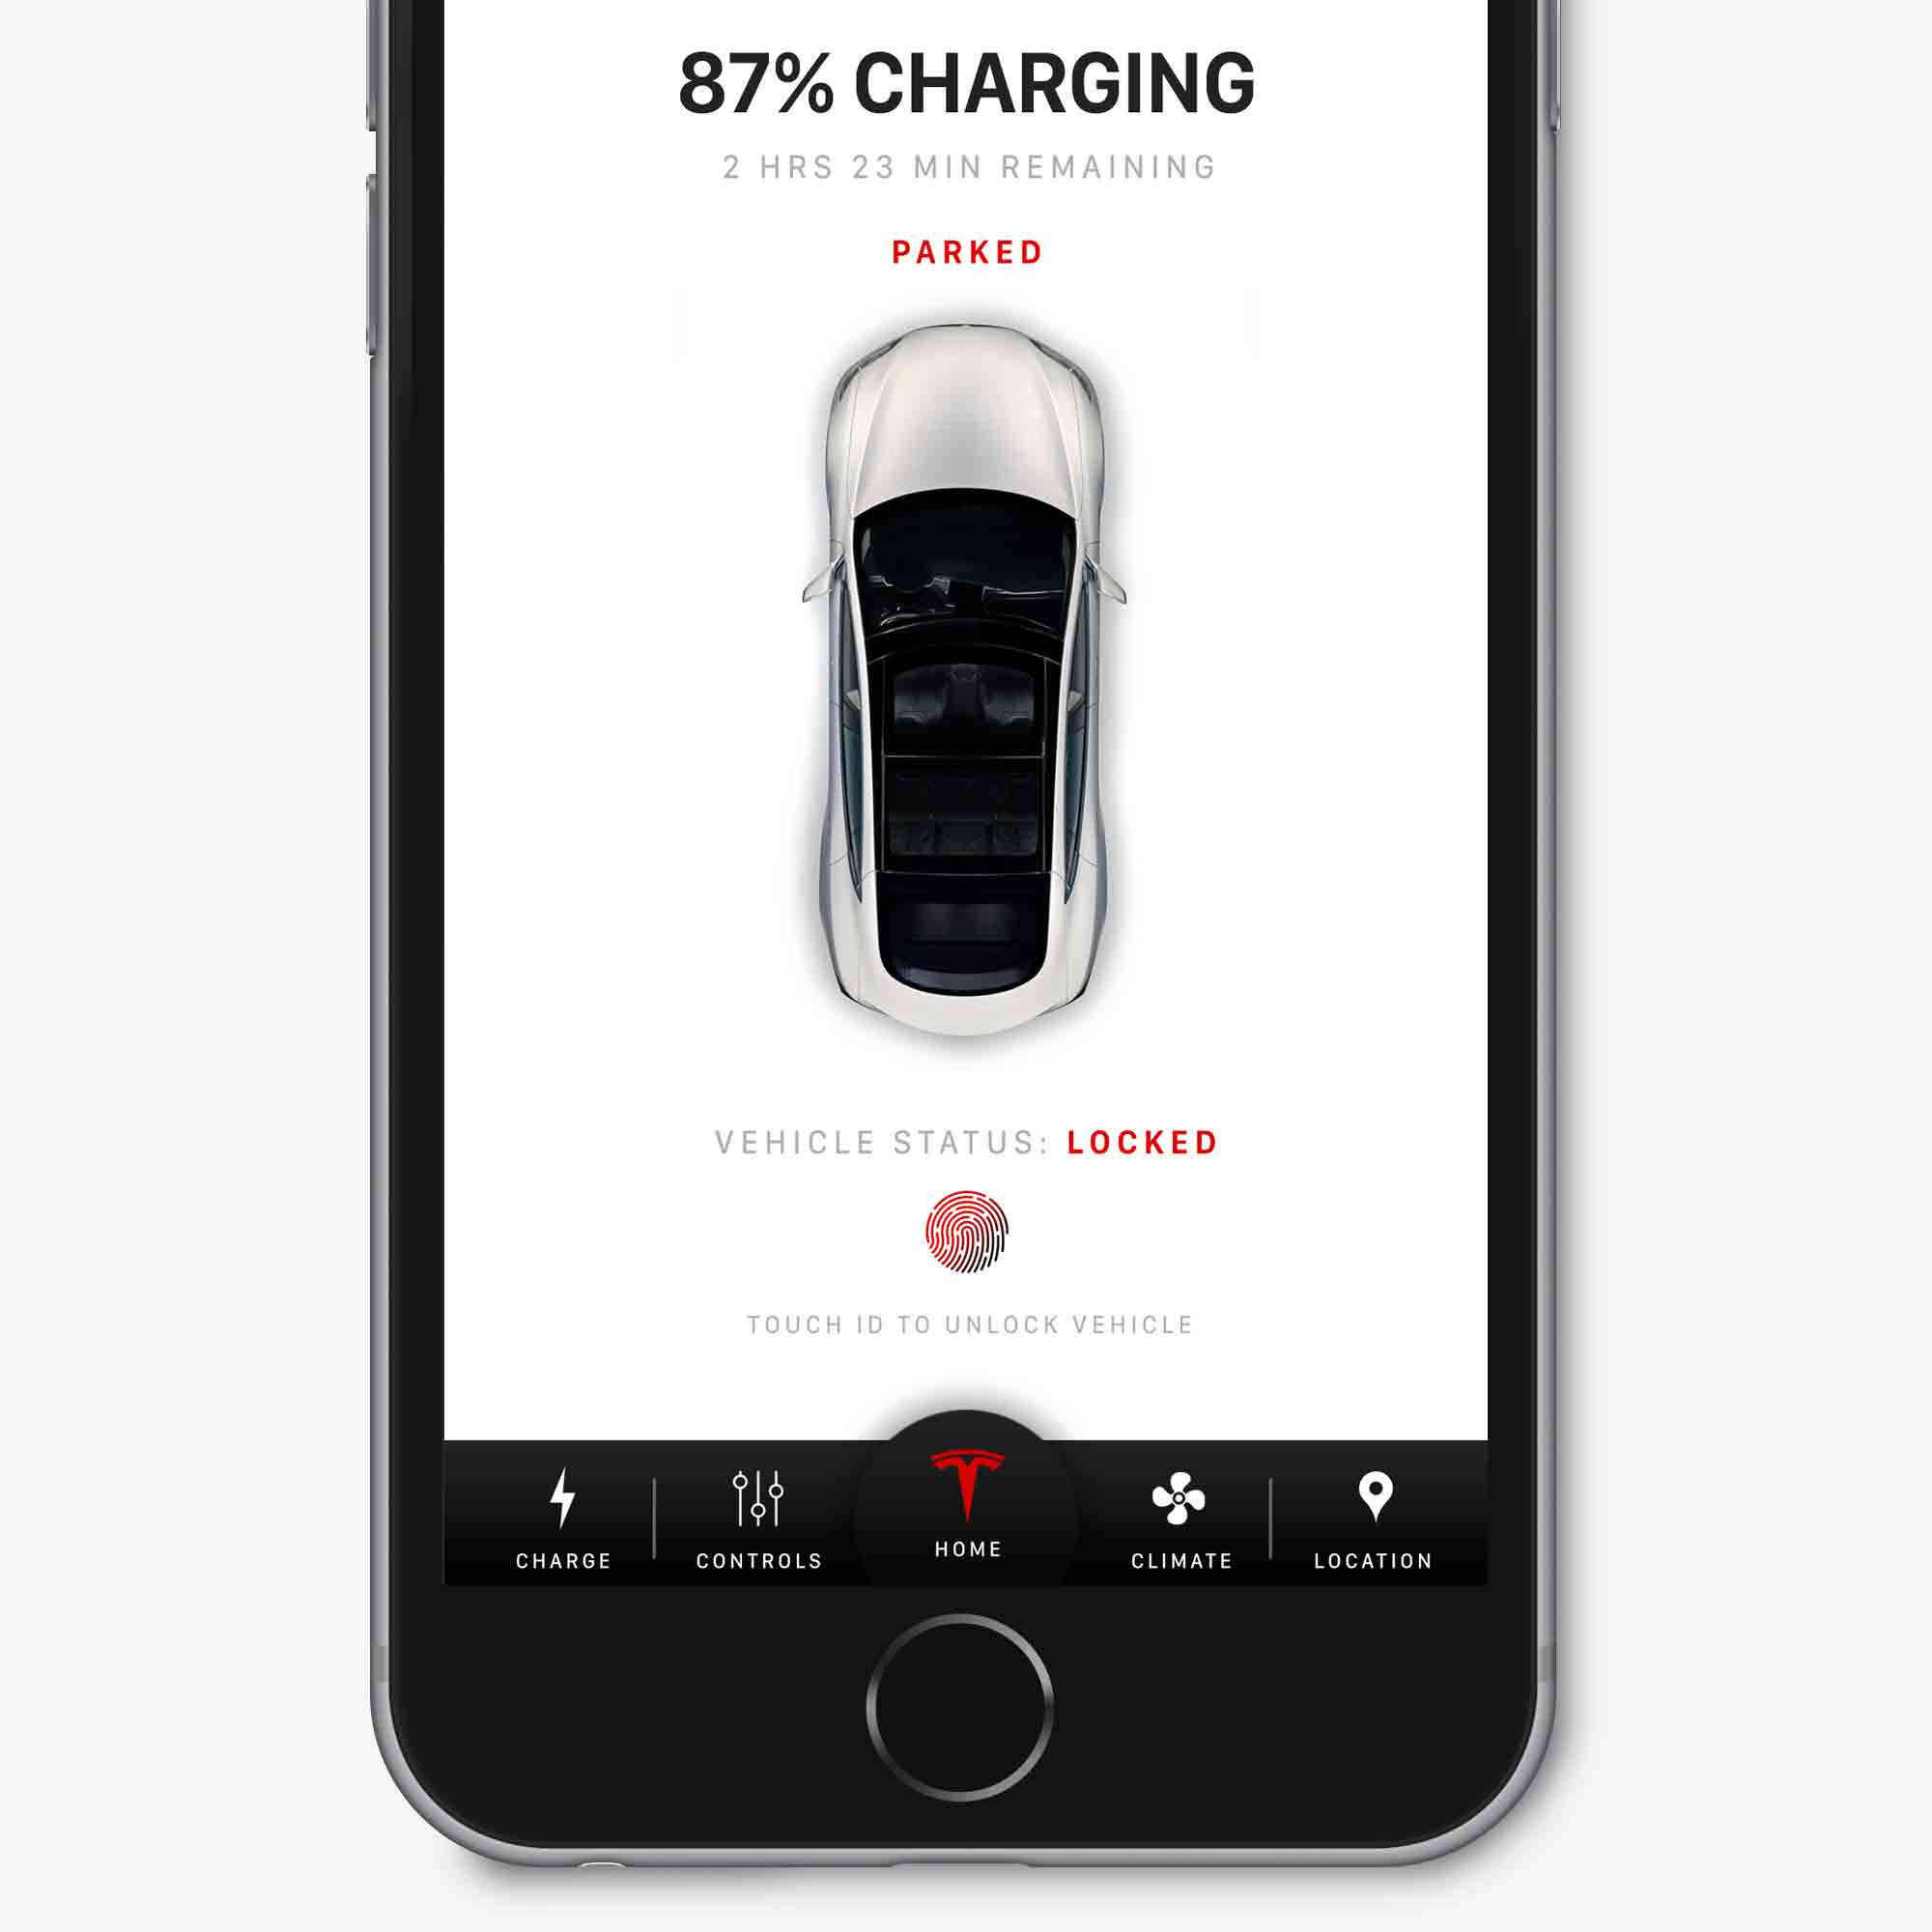 87% CHARGING
2 HRS 23 MIN REMAINING
PARKED
VEHICLE STATUS: LOCKED
TOUCH ID TO UNLOCK VEHICLE
CHARGE
CONTROLS
HOME
CLIMATE
LOCATION